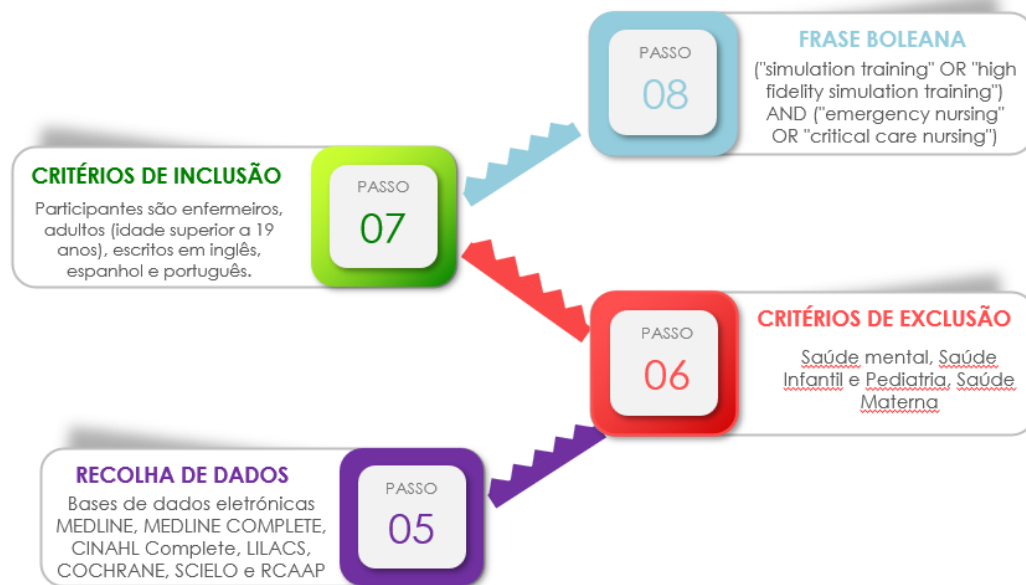 PASSO
08
FRASE BOLEANA
("simulation training" OR "high
fidelity simulation training")
AND ("emergency nursing"
OR "critical care nursing")
CRITÉRIOS DE INCLUSÃO
Participantes são enfermeiros,
adultos (idade superior a 19
anos), escritos em inglês,
espanhol e português.
PASSO
07
PASSO
06
CRITÉRIOS DE EXCLUSÃO
Saúde mental, Saúde
Infantil e Pediatria, Saúde
Materna
RECOLHA DE DADOS
Bases de dados eletrónicas
MEDLINE, MEDLINE COMPLETE,
CINAHL Complete, LILACS,
COCHRANE, SCIELO e RCAAP
PASSO
05